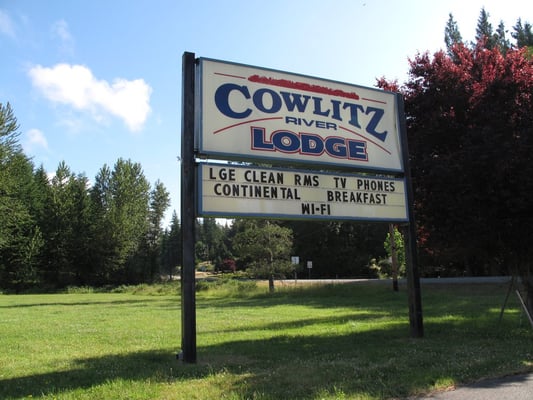 COWLITZ
RIVER
LODGE
LGE CLEAN RMS TV PHONES
CONTINENTAL BREAKFAST
WI-FI